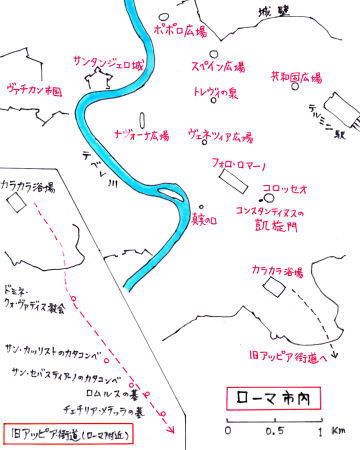 ポポロ広場
城壁
スペイン広場
共和国広場
サンタンジェロ城
ヴァチカン市国
トレヴィの泉
テルミニ駅
ナヴォーナ広場
ヴェネツィア広場
テベレ川
フォロ・ロマーノ
コロッセオ
コンスタンティヌスの
凱旋門
真実の口
カラカラ浴場
カラカラ浴場
ドミネ・
クォ・ヴァディス教会
旧アッピア街道へ
サン・カッリストのカタコンベ
サン・セバスティアーノのカタコンベ
ロムルスの墓
チェチリア・メテッラの墓
ローマ市内
旧アッピア街道(ローマ付近)
0 1 Km